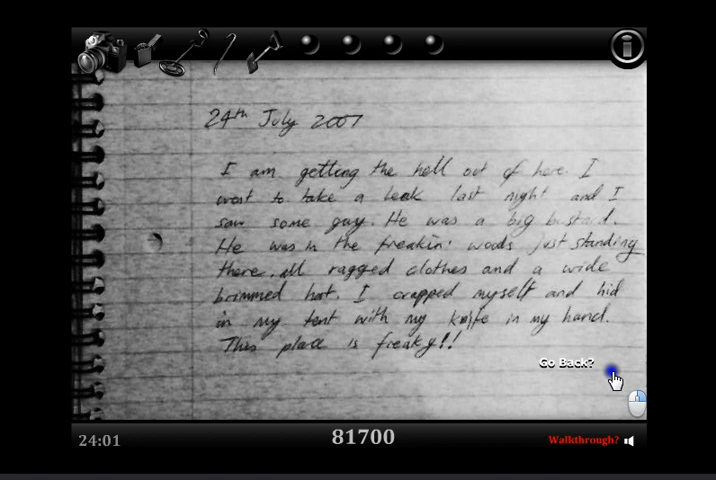 24th July 2007
I am getting the hell out of here. I
went to take a leak last night and I
saw some guy. He was a big bastard.
He was in the freakin' woods just standing
there, all ragged clothes and a wide
brimmed hat. I crapped myself and hid
in my tent with my knife in my hand.
This place is freaky!!
Go Back?
24:01
81700
Walkthrough?